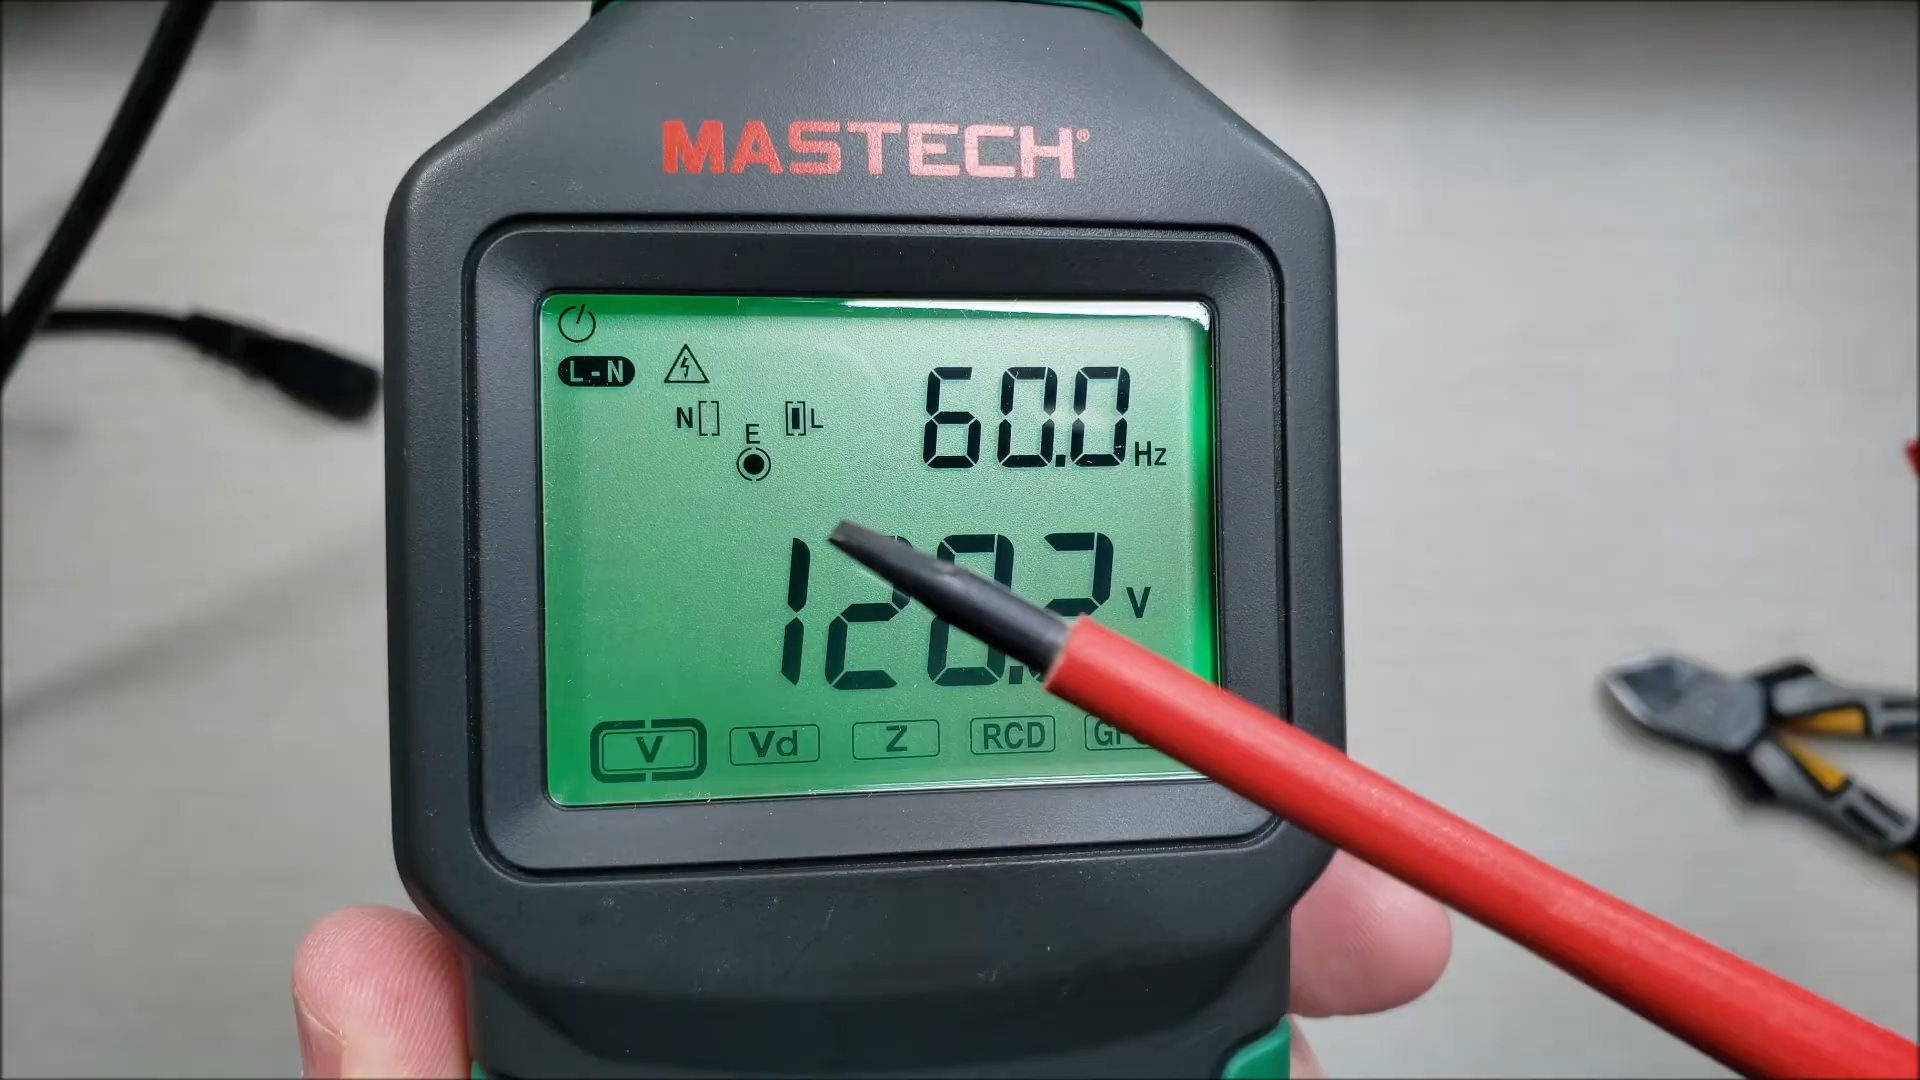 MASTECH®
L-N
N L
E
60.0 Hz
V
V Vd Z RCD